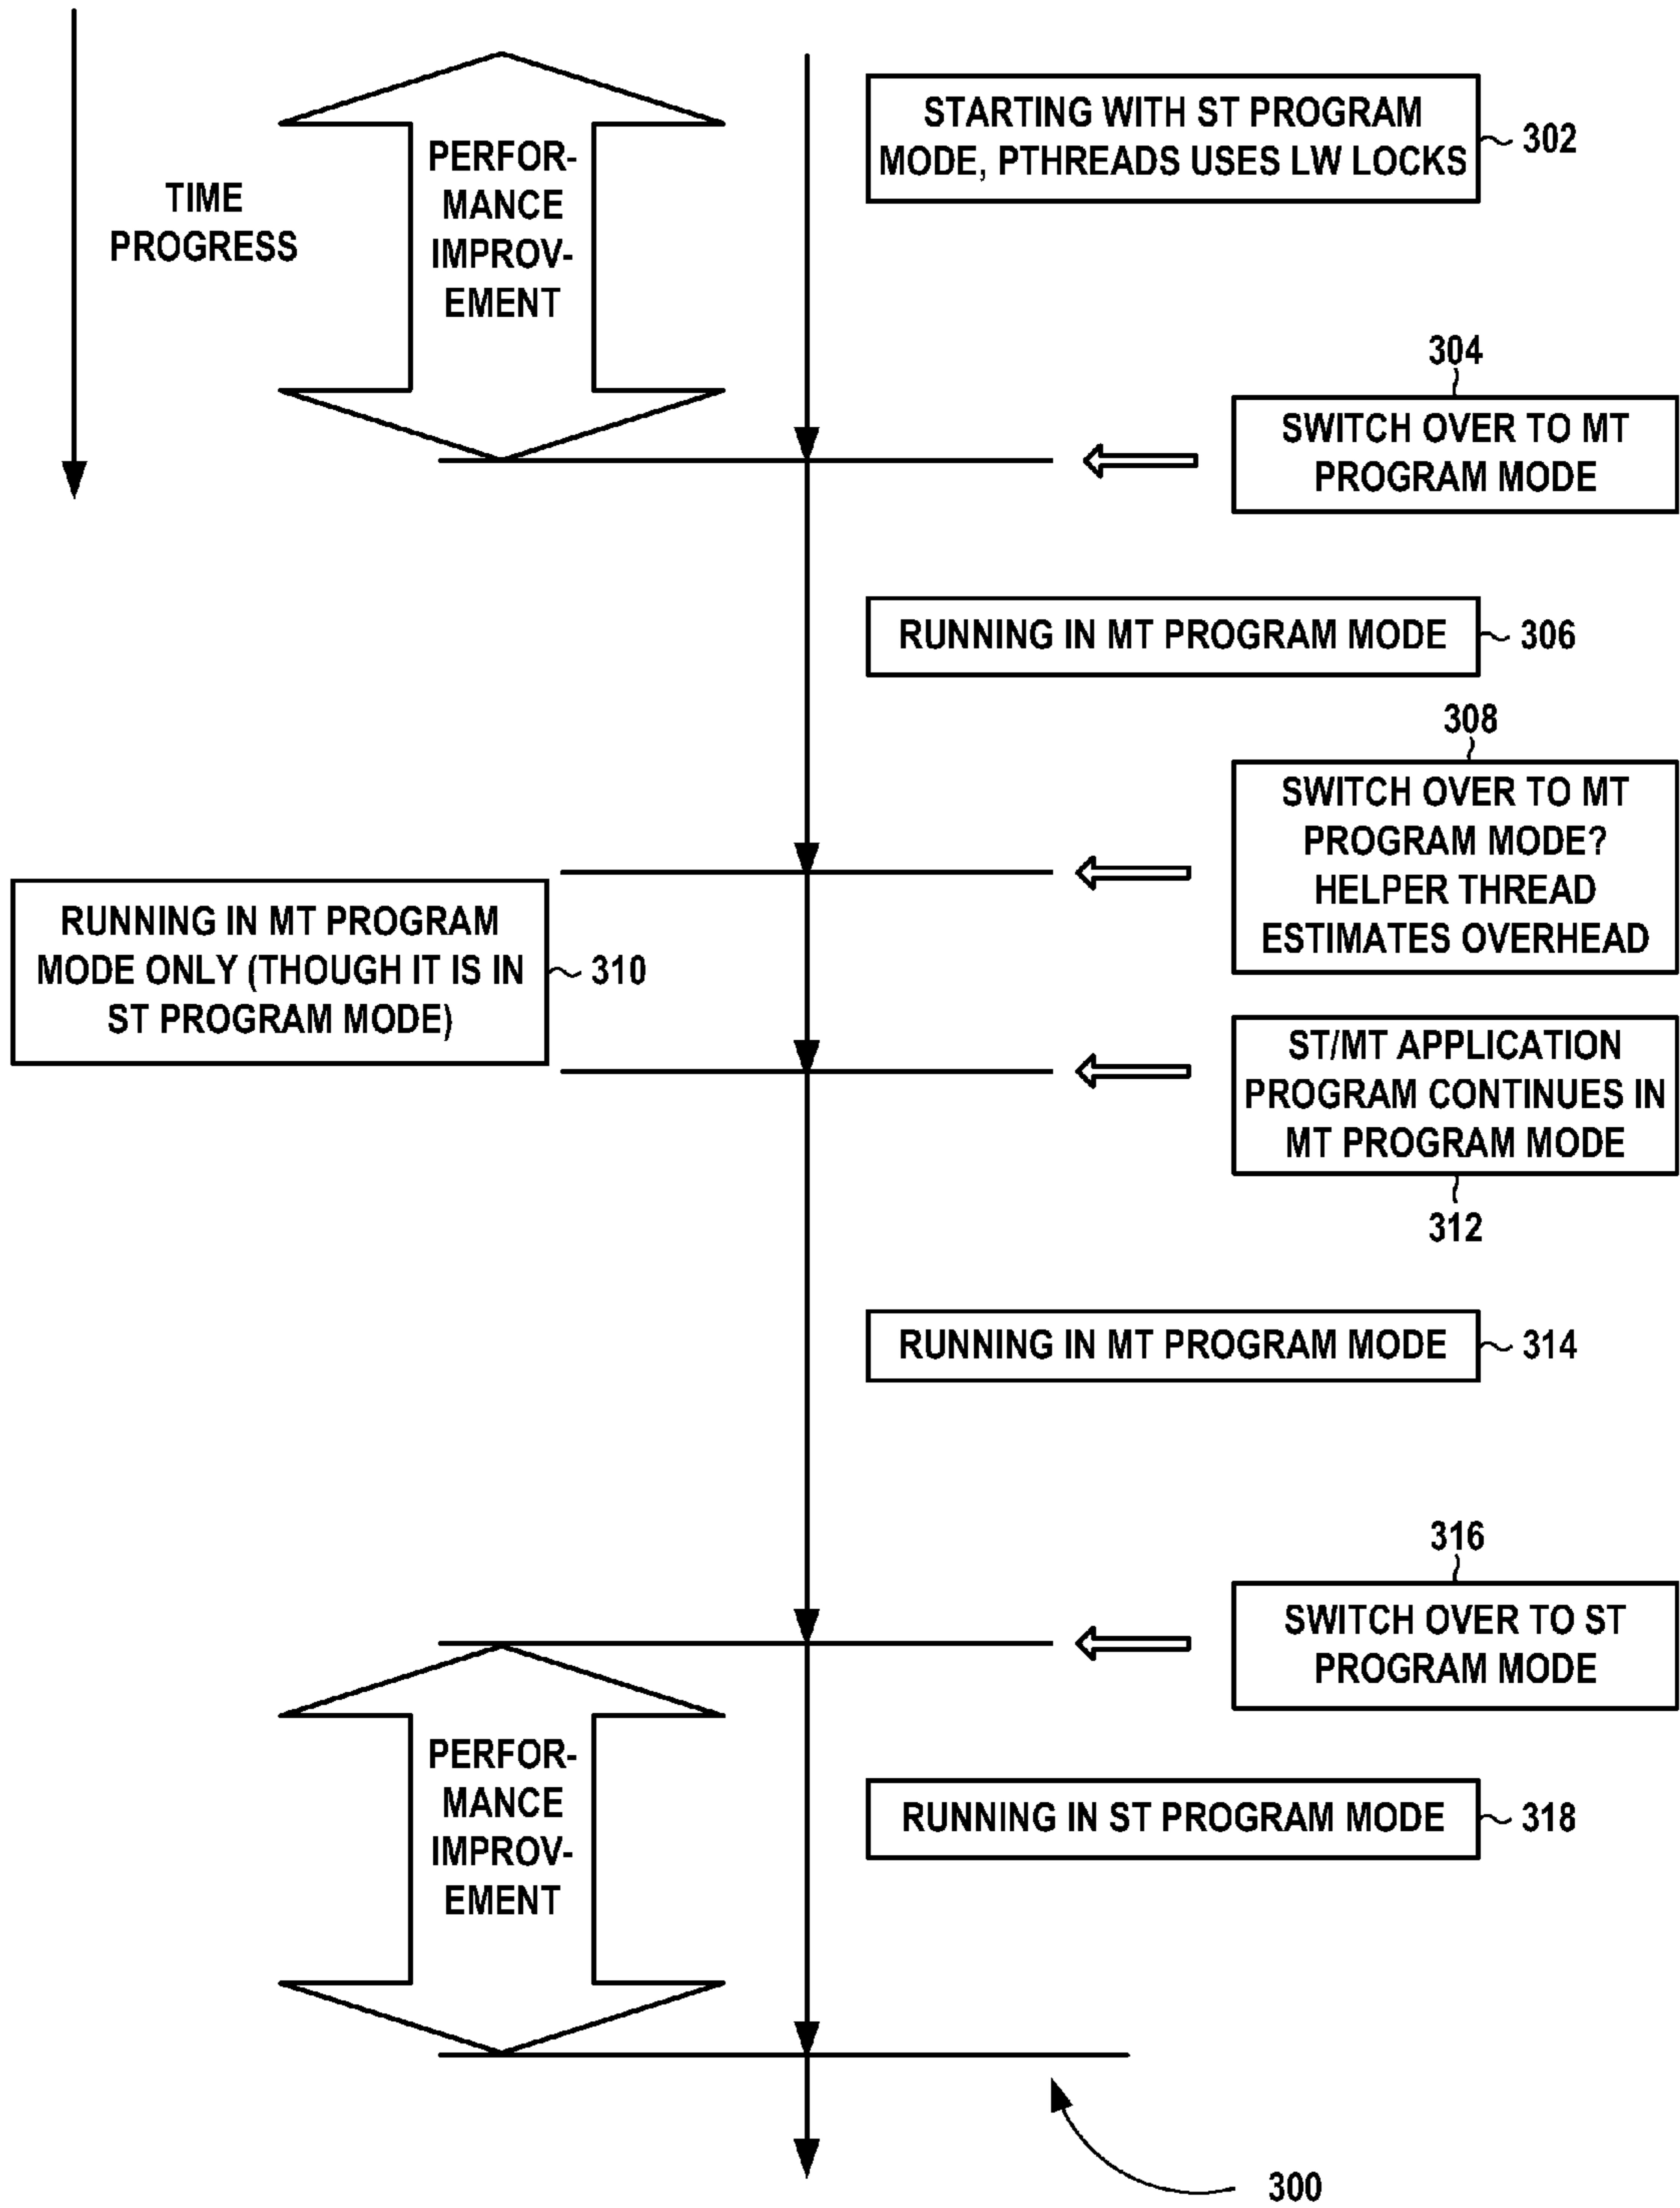 TIME
PROGRESS
PERFOR-
MANCE
IMPROV-
EMENT
STARTING WITH ST PROGRAM
MODE, PTHREADS USES LW LOCKS
302
304
SWITCH OVER TO MT
PROGRAM MODE
RUNNING IN MT PROGRAM MODE
306
308
SWITCH OVER TO MT
PROGRAM MODE?
HELPER THREAD
ESTIMATES OVERHEAD
RUNNING IN MT PROGRAM
MODE ONLY (THOUGH IT IS IN
ST PROGRAM MODE)
310
ST/MT APPLICATION
PROGRAM CONTINUES IN
MT PROGRAM MODE
312
RUNNING IN MT PROGRAM MODE
314
316
SWITCH OVER TO ST
PROGRAM MODE
PERFOR-
MANCE
IMPROV-
EMENT
RUNNING IN ST PROGRAM MODE
318
300